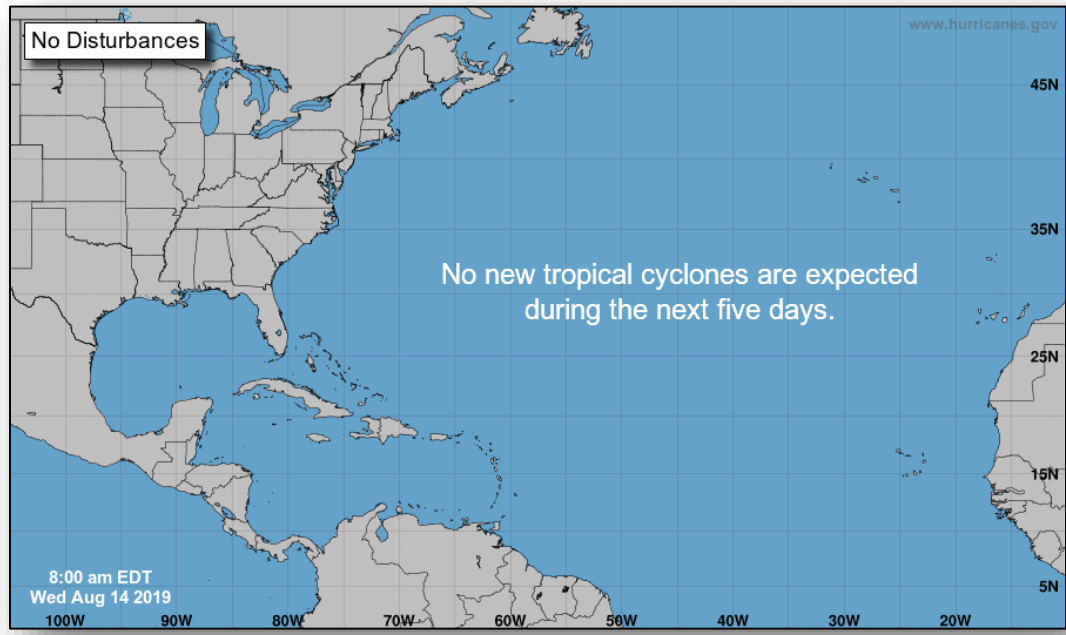 No Disturbances
www.hurricanes.gov
45N
35N
No new tropical cyclones are expected
during the next five days.
25N
15N
5N
8:00 am EDT
Wed Aug 14 2019
100W 90W 80W 70W 60W 50W 40W 30W 20W